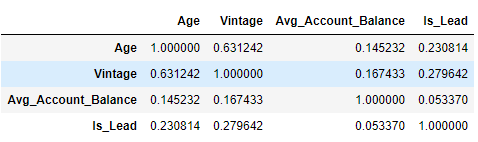 Age Vintage Avg_Account_Balance Is_Lead
Age 1.000000 0.631242 0.145232 0.230814
Vintage 0.631242 1.000000 0.167433 0.279642
Avg_Account_Balance 0.145232 0.167433 1.000000 0.053370
Is_Lead 0.230814 0.279642 0.053370 1.000000